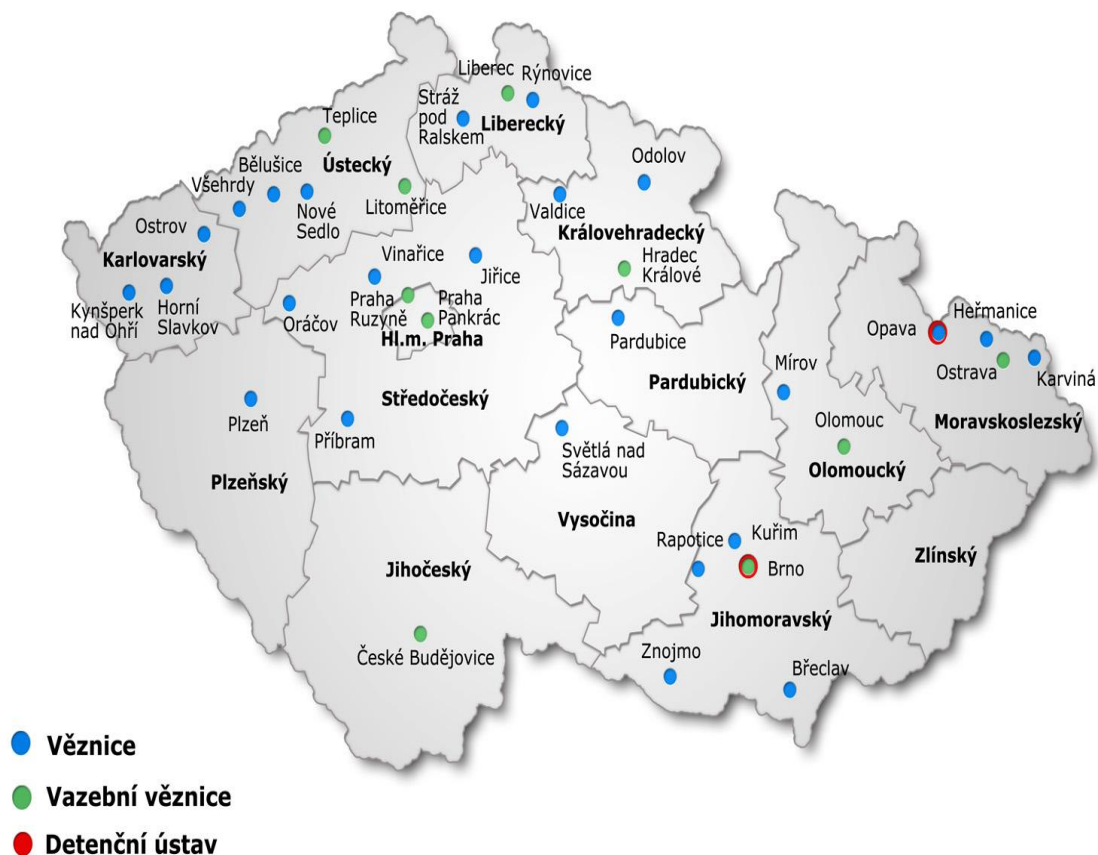 Liberec
Rýnovice
Stráž
pod
Ralskem
Liberecký
Teplice
Ústecký
Bělušice
Všehrdy
Nové
Sedlo
Litoměřice
Odolov
Valdice
Královehradecký
Hradec
Králové
Ostrov
Karlovarský
Kynšperk
nad Ohří
Horní
Slavkov
Vinařice
Jiřice
Oráčov
Praha
Ruzyně
Praha
Pankrác
Hl.m. Praha
Středočeský
Příbram
Plzeň
Plzeňský
Pardubice
Pardubický
Mírov
Opava
Heřmanice
Ostrava
Karviná
Moravskoslezský
Olomouc
Olomoucký
Světlá nad
Sázavou
Vysočina
Rapotice
Kuřim
Brno
Jihomoravský
Zlínský
Jihočeský
České Budějovice
Znojmo
Břeclav
Věznice
Vazební věznice
Detenční ústav